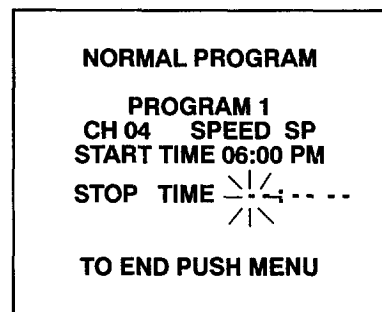 NORMAL PROGRAM
PROGRAM 1
CH 04 SPEED SP
START TIME 06:00 PM
STOP TIME --:-- --
TO END PUSH MENU